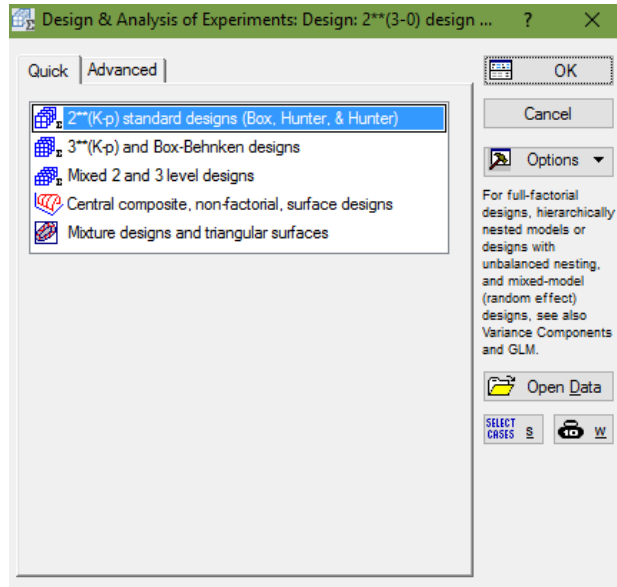 Design & Analysis of Experiments: Design: 2**(3-0) design ... ? ×
Quick Advanced
2**(K-p) standard designs (Box, Hunter, & Hunter)
3**(K-p) and Box-Behnken designs
Mixed 2 and 3 level designs
Central composite, non-factorial, surface designs
Mixture designs and triangular surfaces
OK
Cancel
Options
For full-factorial
designs, hierarchically
nested models or
designs with
unbalanced nesting,
and mixed-model
(random effect)
designs, see also
Variance Components
and GLM.
Open Data
SELECT
CASES S
W